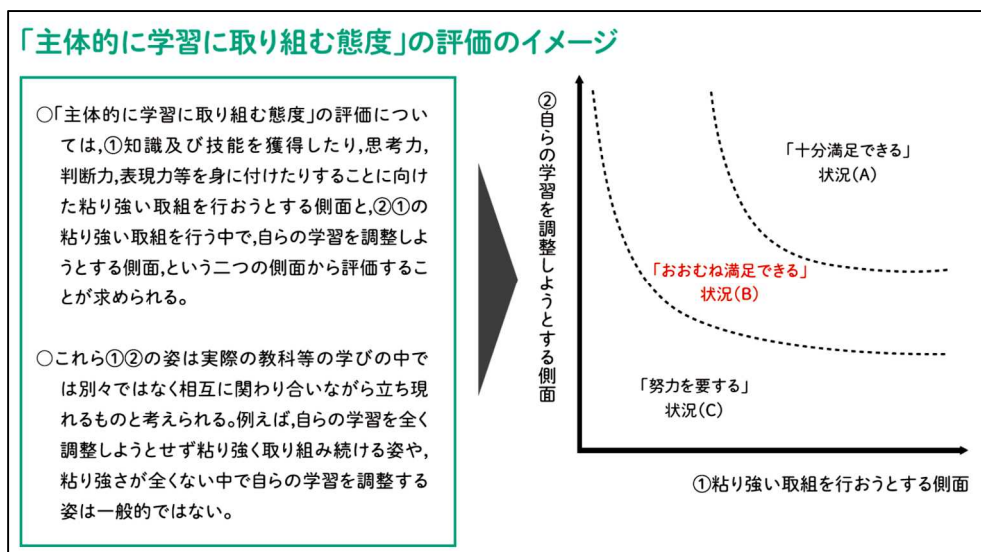 「主体的に学習に取り組む態度」の評価のイメージ
○「主体的に学習に取り組む態度」の評価につい
ては,①知識及び技能を獲得したり,思考力,
判断力,表現力等を身に付けたりすることに向け
た粘り強い取組を行おうとする側面と,②①の
粘り強い取組を行う中で,自らの学習を調整しよ
うとする側面,という二つの側面から評価するこ
とが求められる。
○これら①②の姿は実際の教科等の学びの中で
は別々ではなく相互に関わり合いながら立ち現
れるものと考えられる。例えば,自らの学習を全く
調整しようとせず粘り強く取り組み続ける姿や,
粘り強さが全くない中で自らの学習を調整する
姿は一般的ではない。
②自らの学習を調整しようとする側面
「十分満足できる」
状況(A)
「おおむね満足できる」
状況(B)
「努力を要する」
状況(C)
①粘り強い取組を行おうとする側面